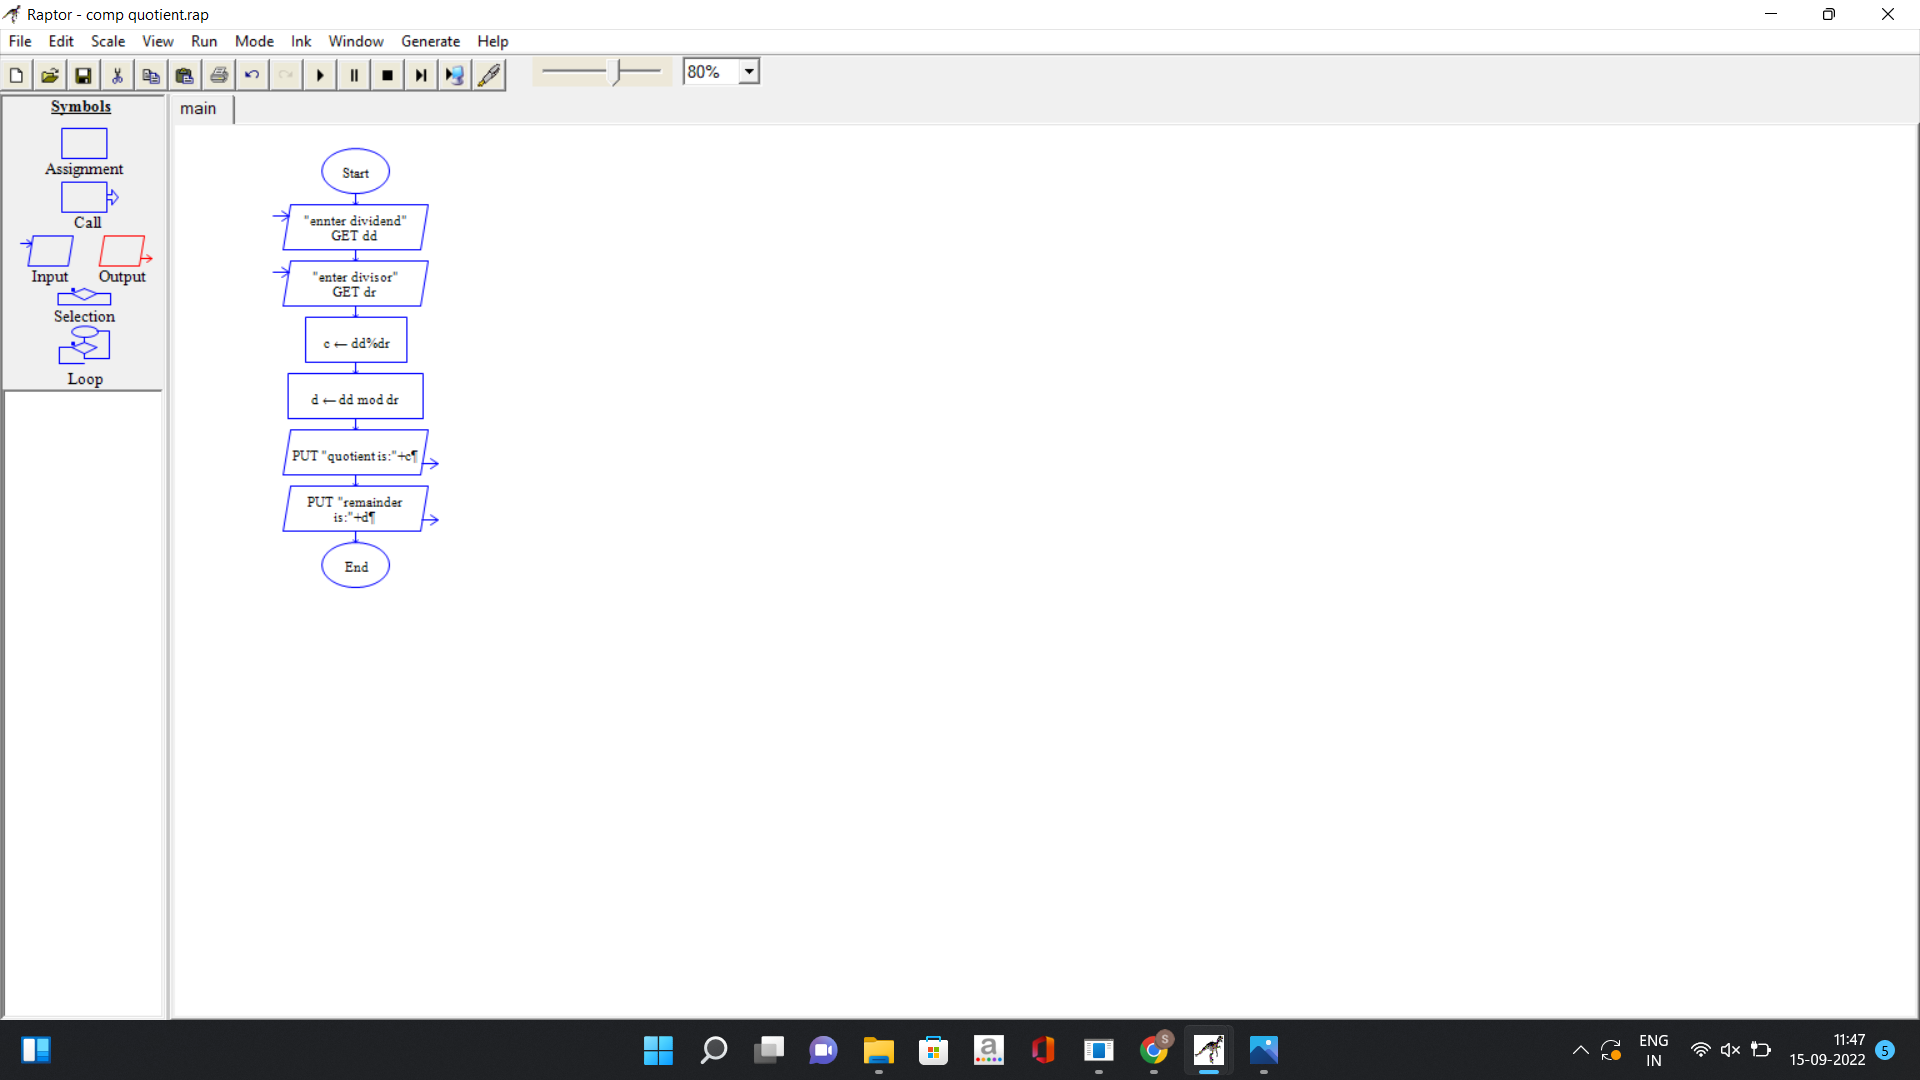 Raptor - comp quotient.rap
File Edit Scale View Run Mode Ink Window Generate Help
80%
Symbols
main
Assignment
Call
Input Output
Selection
Loop
Start
"ennter dividend"
GET dd
"enter divisor"
GET dr
c ← dd%dr
d ← dd mod dr
PUT "quotient is:"+c¶
PUT "remainder
is:"+d¶
End
a
S
ENG
IN
11:47
15-09-2022
5